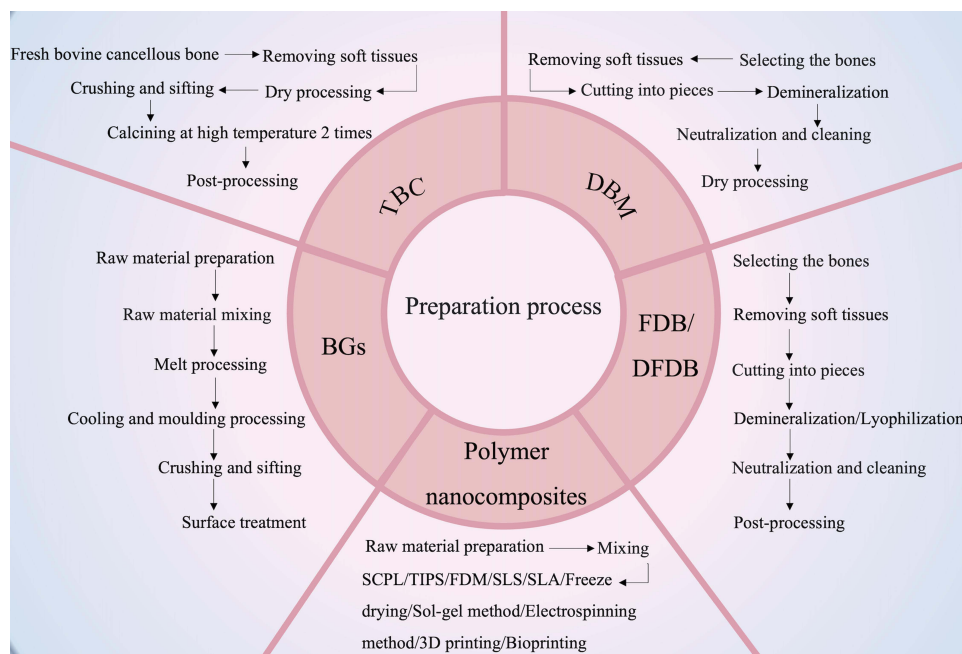 Fresh bovine cancellous bone
Removing soft tissues
Dry processing
Crushing and sifting
Calcining at high temperature 2 times
Post-processing
TBC
Selecting the bones
Removing soft tissues
Cutting into pieces
Demineralization
Neutralization and cleaning
Dry processing
DBM
Selecting the bones
Removing soft tissues
Cutting into pieces
Demineralization/Lyophilization
Neutralization and cleaning
Post-processing
FDB/
DFDB
Raw material preparation
Mixing
SCPL/TIPS/FDM/SLS/SLA/Freeze
drying/Sol-gel method/Electrospinning
method/3D printing/Bioprinting
Polymer
nanocomposites
Raw material preparation
Raw material mixing
Melt processing
Cooling and moulding processing
Crushing and sifting
Surface treatment
BGs
Preparation process